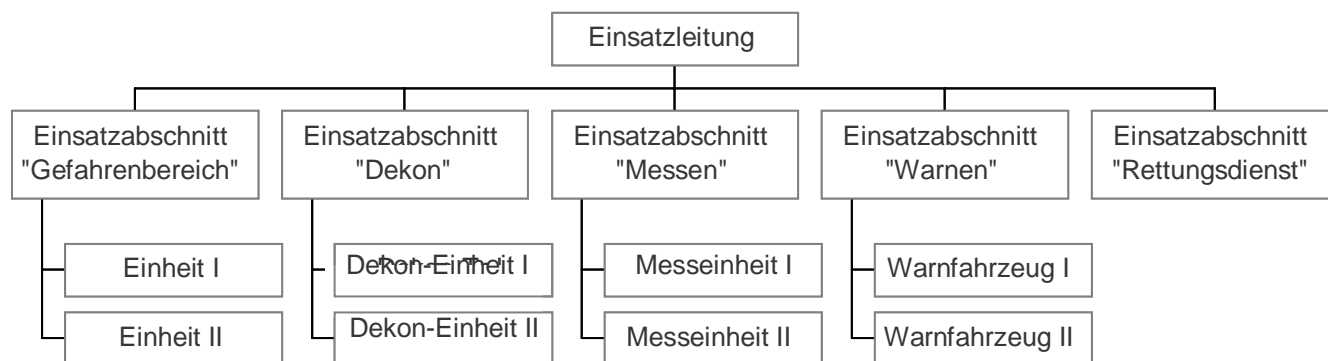 Einsatzleitung
Einsatzabschnitt
"Gefahrenbereich"
Einsatzabschnitt
"Dekon"
Einsatzabschnitt
"Messen"
Einsatzabschnitt
"Warnen"
Einsatzabschnitt
"Rettungsdienst"
Einheit I
Dekon-Einheit I
Messeinheit I
Warnfahrzeug I
Einheit II
Dekon-Einheit II
Messeinheit II
Warnfahrzeug II